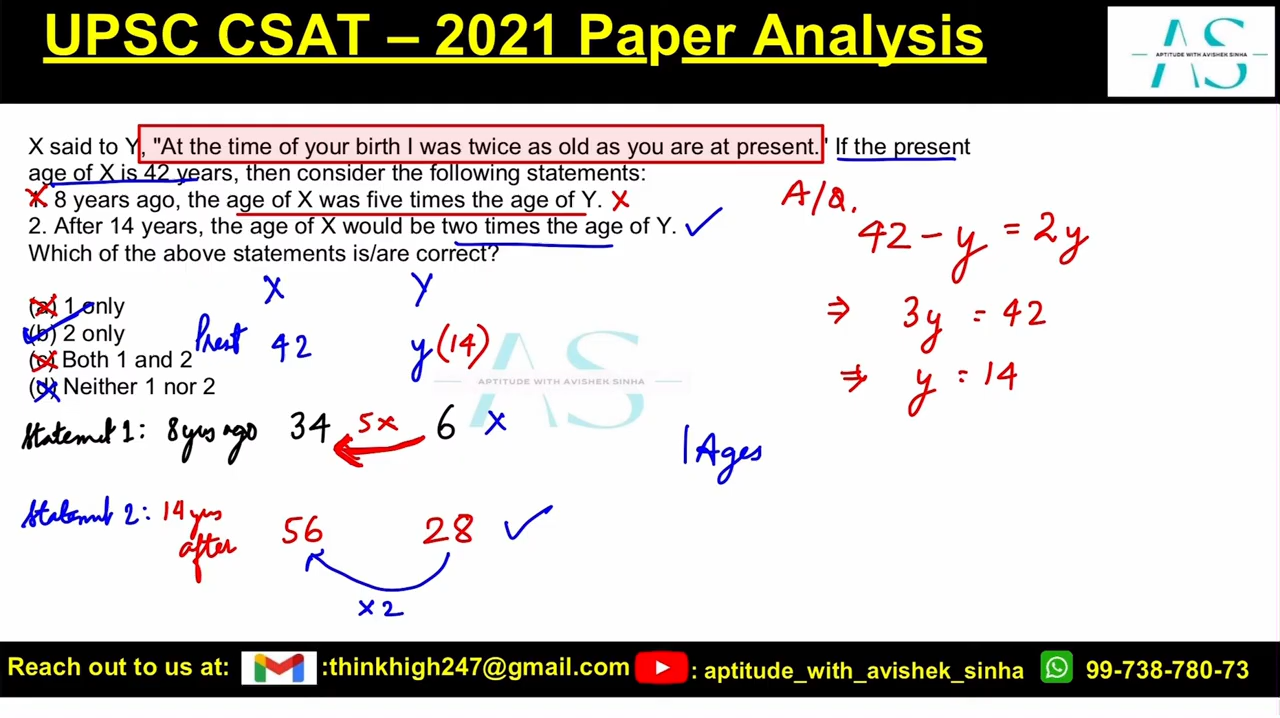 UPSC CSAT – 2021 Paper Analysis
AS
APTITUDE WITH AVISHEK SINHA
X said to Y, "At the time of your birth I was twice as old as you are at present." If the present
age of X is 42 years, then consider the following statements:
1. 8 years ago, the age of X was five times the age of Y. X
2. After 14 years, the age of X would be two times the age of Y. ✓
Which of the above statements is/are correct?
(a) 1 only
(b) 2 only
(c) Both 1 and 2
(d) Neither 1 nor 2
A/Q.
42 - y = 2y
⇒ 3y = 42
⇒ y = 14
X Y
Present 42 y (14)
AS
APTITUDE WITH AVISHEK SINHA
Statement 1: 8 yrs ago 34 5x 6 X
| Ages
Statement 2: 14 yrs after 56 28 ✓
x 2
Reach out to us at: :thinkhigh247@gmail.com : aptitude_with_avishek_sinha 99-738-780-73